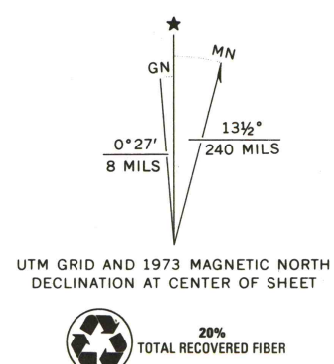 ★
MN
GN
0°27'
8 MILS
13½°
240 MILS
UTM GRID AND 1973 MAGNETIC NORTH
DECLINATION AT CENTER OF SHEET
20%
TOTAL RECOVERED FIBER